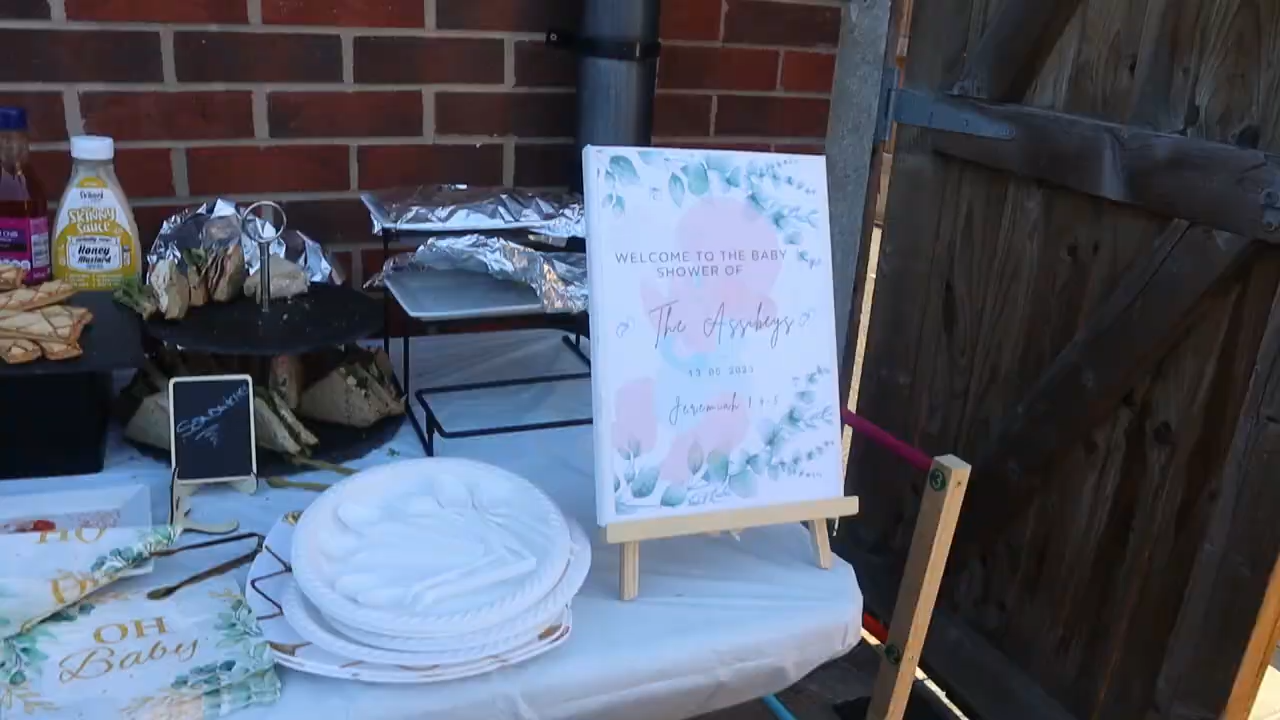 WELCOME TO THE BABY
SHOWER OF
The Assibeys
13 05 2023
Jeremiah 1 4-5
SKINNY
Sauce
Honey
Mustard
Sandwiches
OH
OH
Baby